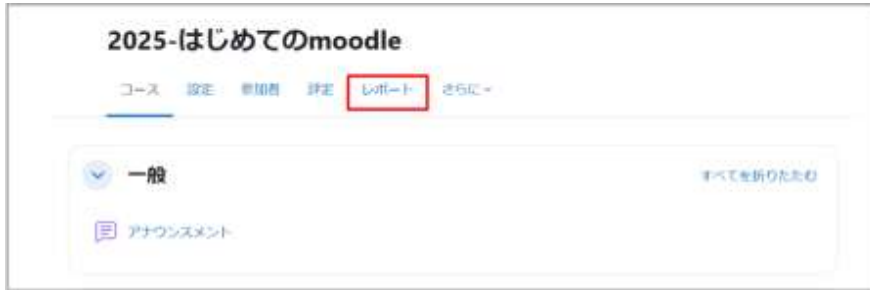 2025-はじめてのmoodle
コース 設定 参加者 評定 レポート さらに
一般 すべてを折りたたむ
アナウンスメント